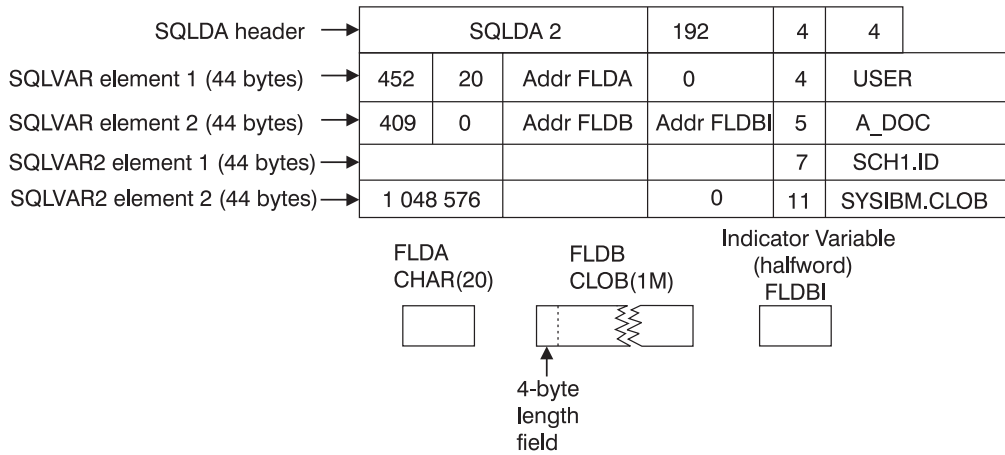 SQLDA header SQLDA 2 192 4 4
SQLVAR element 1 (44 bytes) 452 20 Addr FLDA 0 4 USER
SQLVAR element 2 (44 bytes) 409 0 Addr FLDB Addr FLDBI 5 A_DOC
SQLVAR2 element 1 (44 bytes) 7 SCH1.ID
SQLVAR2 element 2 (44 bytes) 1 048 576 0 11 SYSIBM.CLOB
FLDA
CHAR(20)
FLDB
CLOB(1M)
Indicator Variable
(halfword)
FLDBI
4-byte
length
field